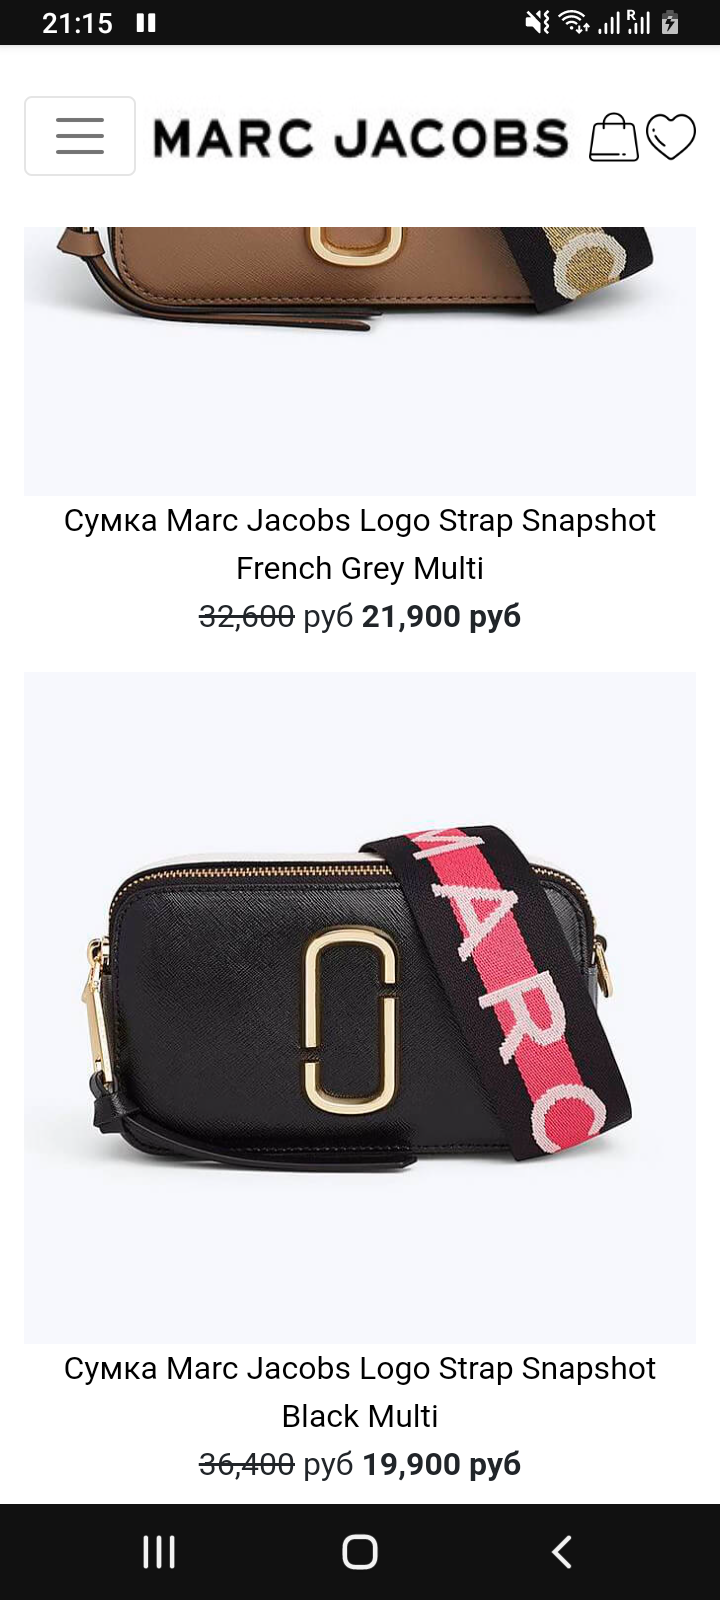 21:15
R
MARC JACOBS
C
Сумка Marc Jacobs Logo Strap Snapshot
French Grey Multi
32,600 руб 21,900 руб
MARC
Сумка Marc Jacobs Logo Strap Snapshot
Black Multi
36,400 руб 19,900 руб